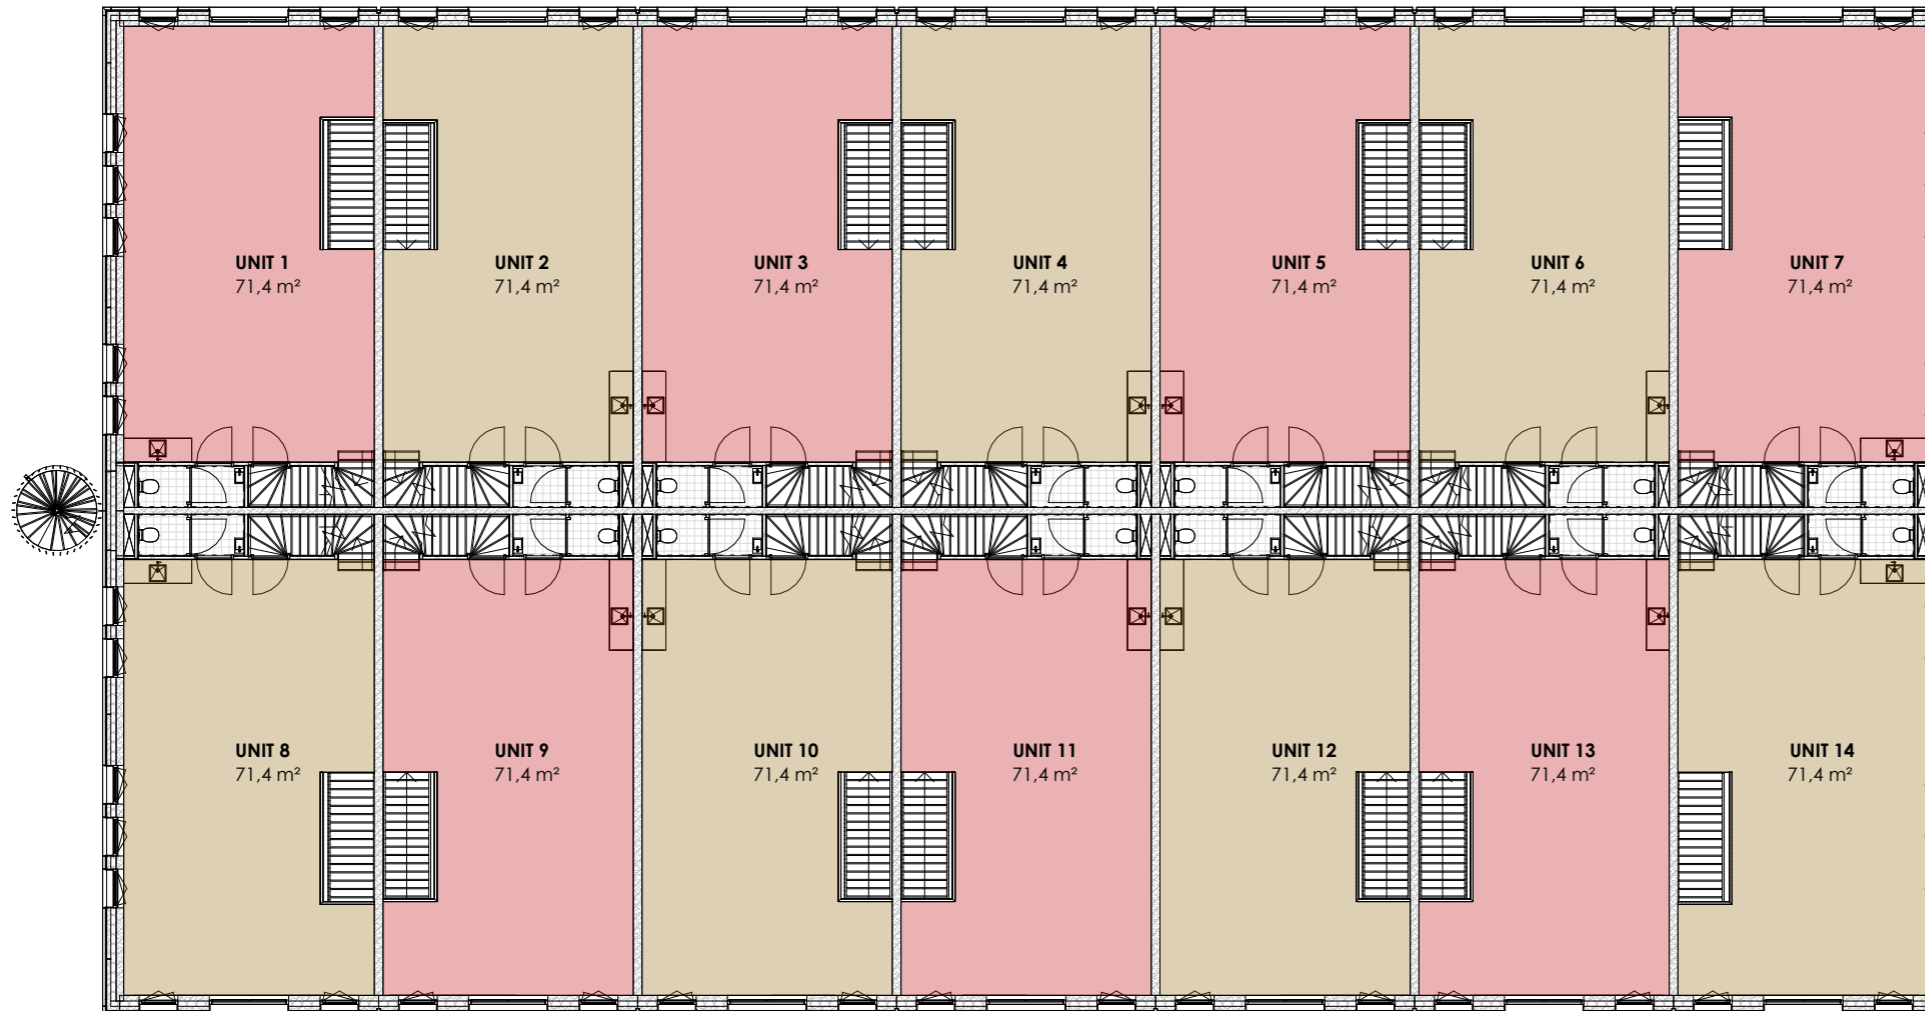 UNIT 1
71,4 m²
UNIT 2
71,4 m²
UNIT 3
71,4 m²
UNIT 4
71,4 m²
UNIT 5
71,4 m²
UNIT 6
71,4 m²
UNIT 7
71,4 m²
UNIT 8
71,4 m²
UNIT 9
71,4 m²
UNIT 10
71,4 m²
UNIT 11
71,4 m²
UNIT 12
71,4 m²
UNIT 13
71,4 m²
UNIT 14
71,4 m²